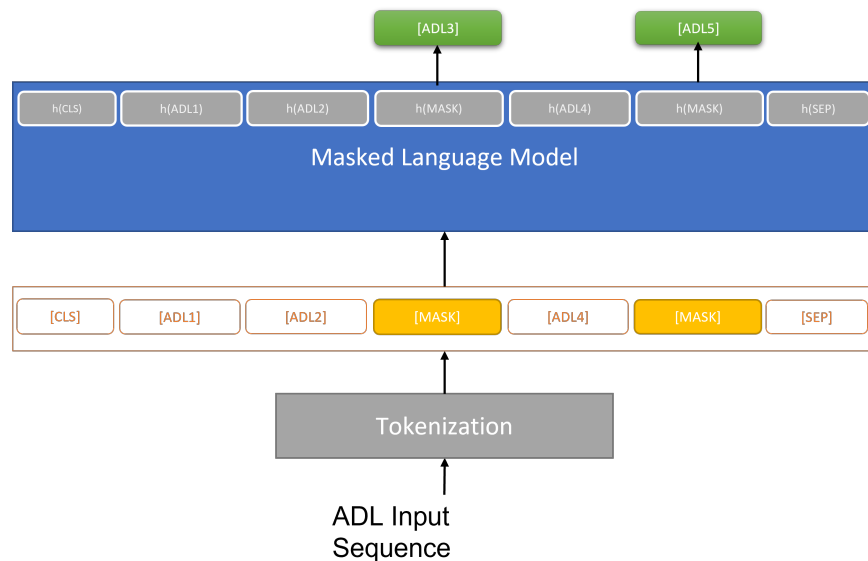 [ADL3] [ADL5]
h(CLS) h(ADL1) h(ADL2) h(MASK) h(ADL4) h(MASK) h(SEP)
Masked Language Model
[CLS] [ADL1] [ADL2] [MASK] [ADL4] [MASK] [SEP]
Tokenization
ADL Input
Sequence